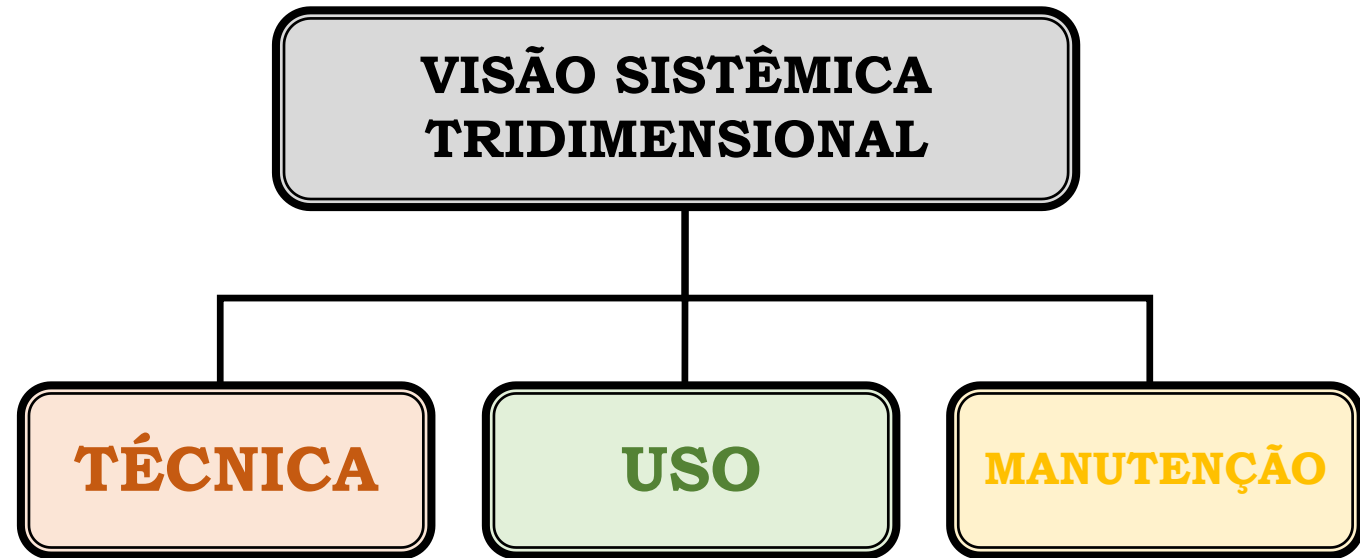 VISÃO SISTÊMICA
TRIDIMENSIONAL
TÉCNICA
USO
MANUTENÇÃO